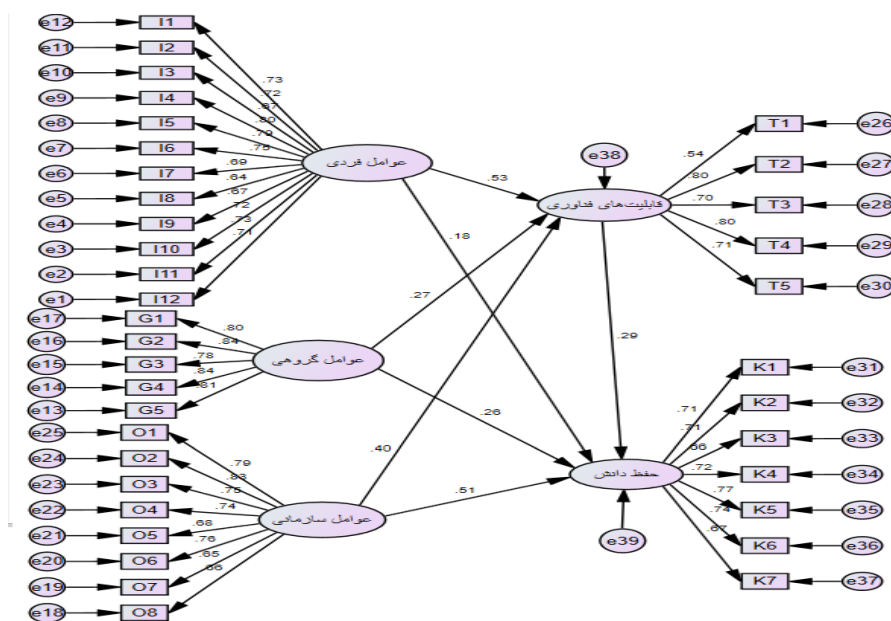 e12 I1
e11 I2
e10 I3
e9 I4
e8 I5
e7 I6
e6 I7
e5 I8
e4 I9
e3 I10
e2 I11
e1 I12
.73
.72
.67
.80
.79
.75
.69
.64
.67
.72
.73
.71
عوامل فردی
e17 G1
e16 G2
e15 G3
e14 G4
e13 G5
.80
.84
.78
.84
.81
عوامل گروهی
e25 O1
e24 O2
e23 O3
e22 O4
e21 O5
e20 O6
e19 O7
e18 O8
.79
.83
.75
.74
.68
.76
.65
.66
عوامل سازمانی
.53
.18
.27
.26
.40
.51
.29
e38
قابلیت‌های فناوری
.54
.80
.70
.80
.71
T1 e26
T2 e27
T3 e28
T4 e29
T5 e30
حفظ دانش
e39
.71
.71
.66
.72
.77
.74
.67
K1 e31
K2 e32
K3 e33
K4 e34
K5 e35
K6 e36
K7 e37